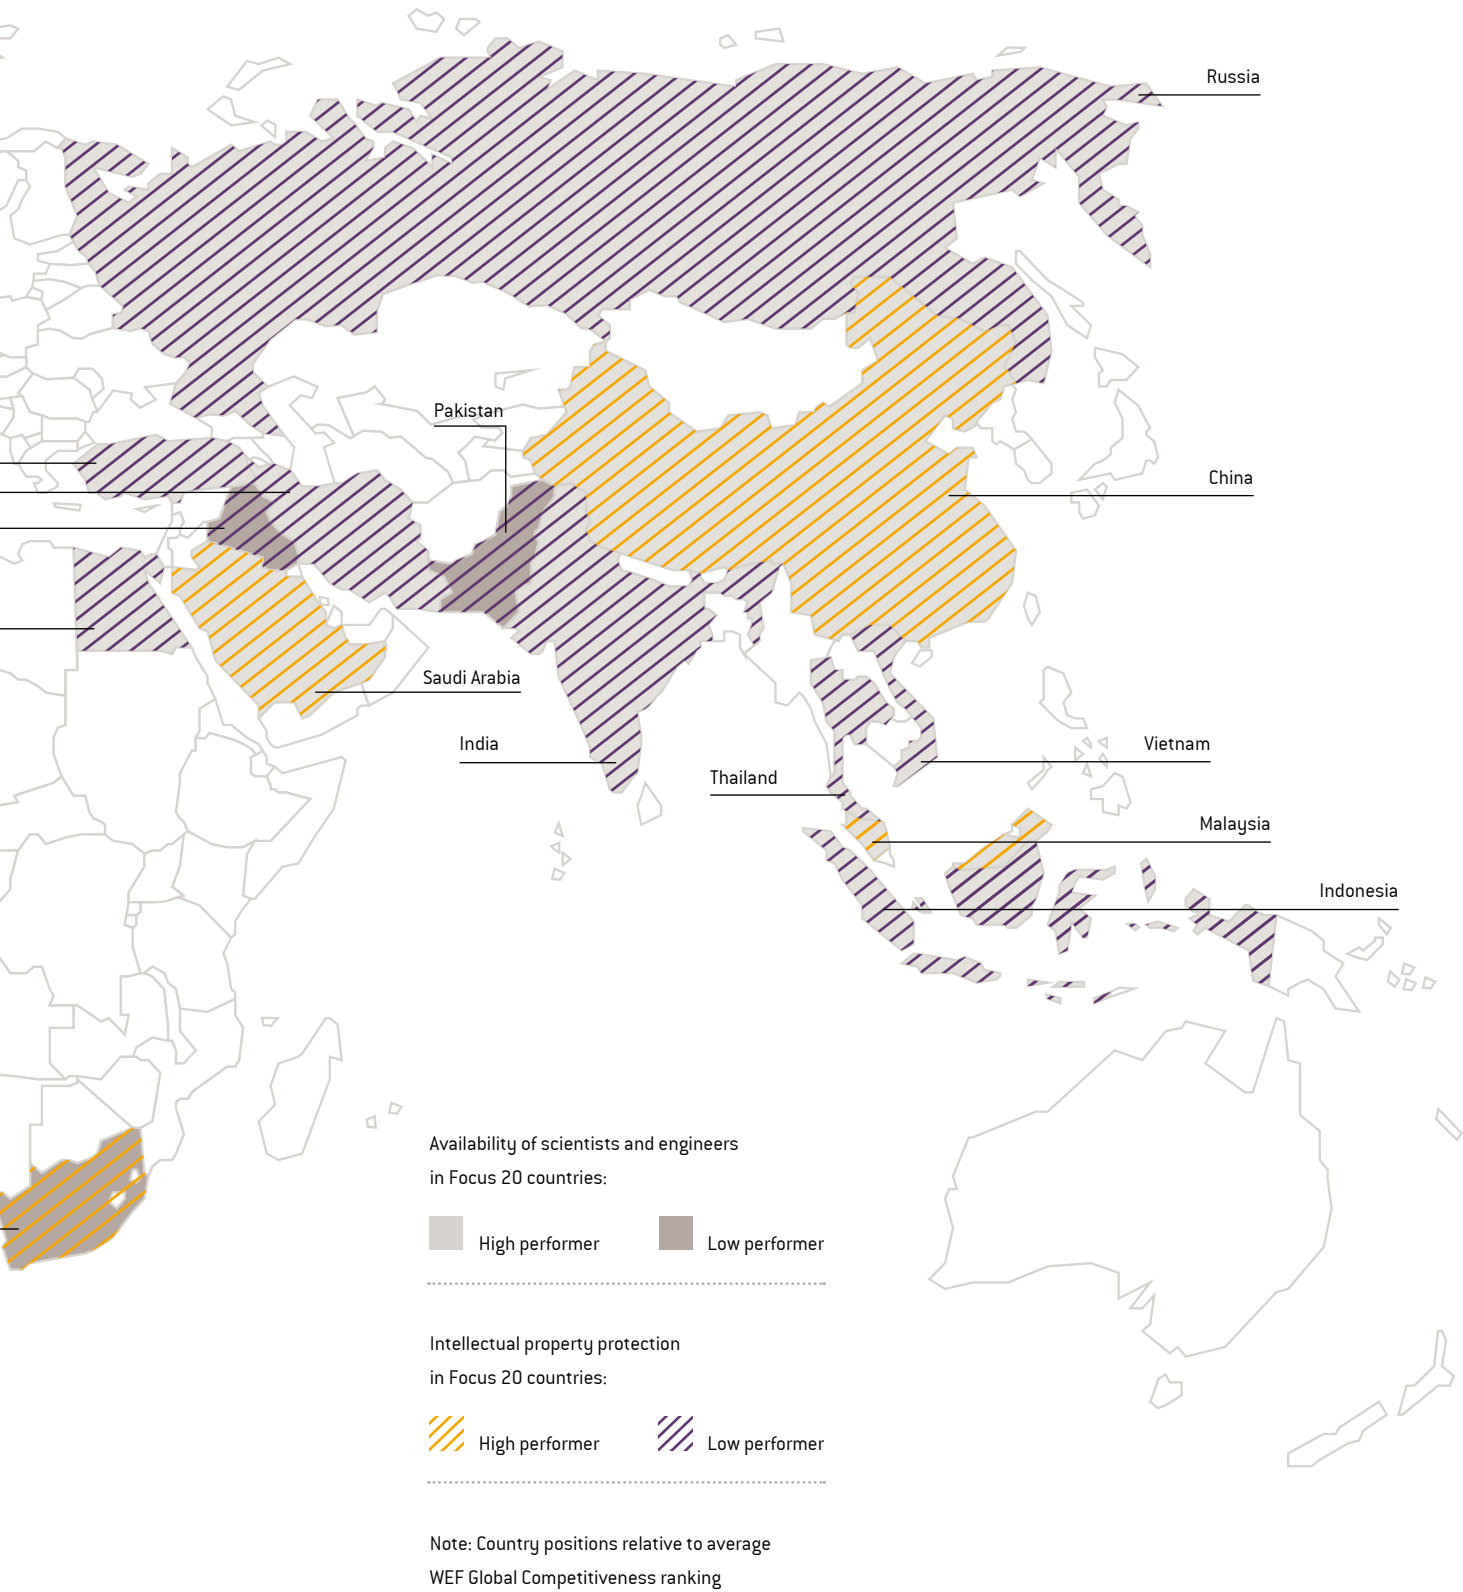 Russia
Pakistan
China
Saudi Arabia
India
Vietnam
Thailand
Malaysia
Indonesia
Availability of scientists and engineers
in Focus 20 countries:
High performer
Low performer
Intellectual property protection
in Focus 20 countries:
High performer
Low performer
Note: Country positions relative to average
WEF Global Competitiveness ranking